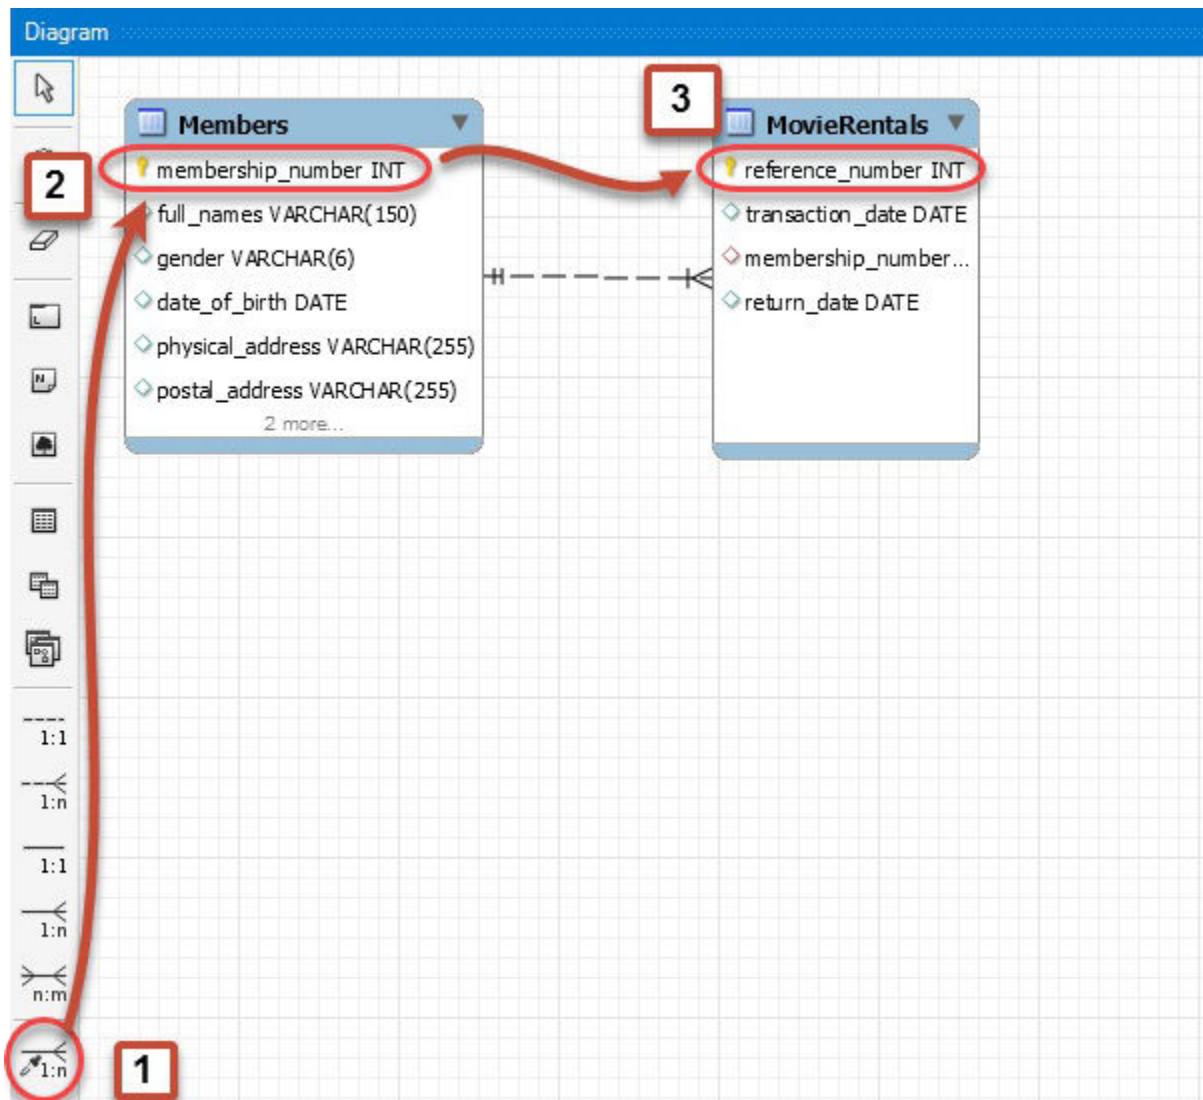 Diagram
3
Members
MovieRentals
membership_number INT
reference_number INT
2
full_names VARCHAR(150)
transaction_date DATE
gender VARCHAR(6)
membership_number...
date_of_birth DATE
return_date DATE
physical_address VARCHAR(255)
postal_address VARCHAR(255)
2 more...
L
N
1:1
1:n
1:1
1:n
n:m
1:n
1